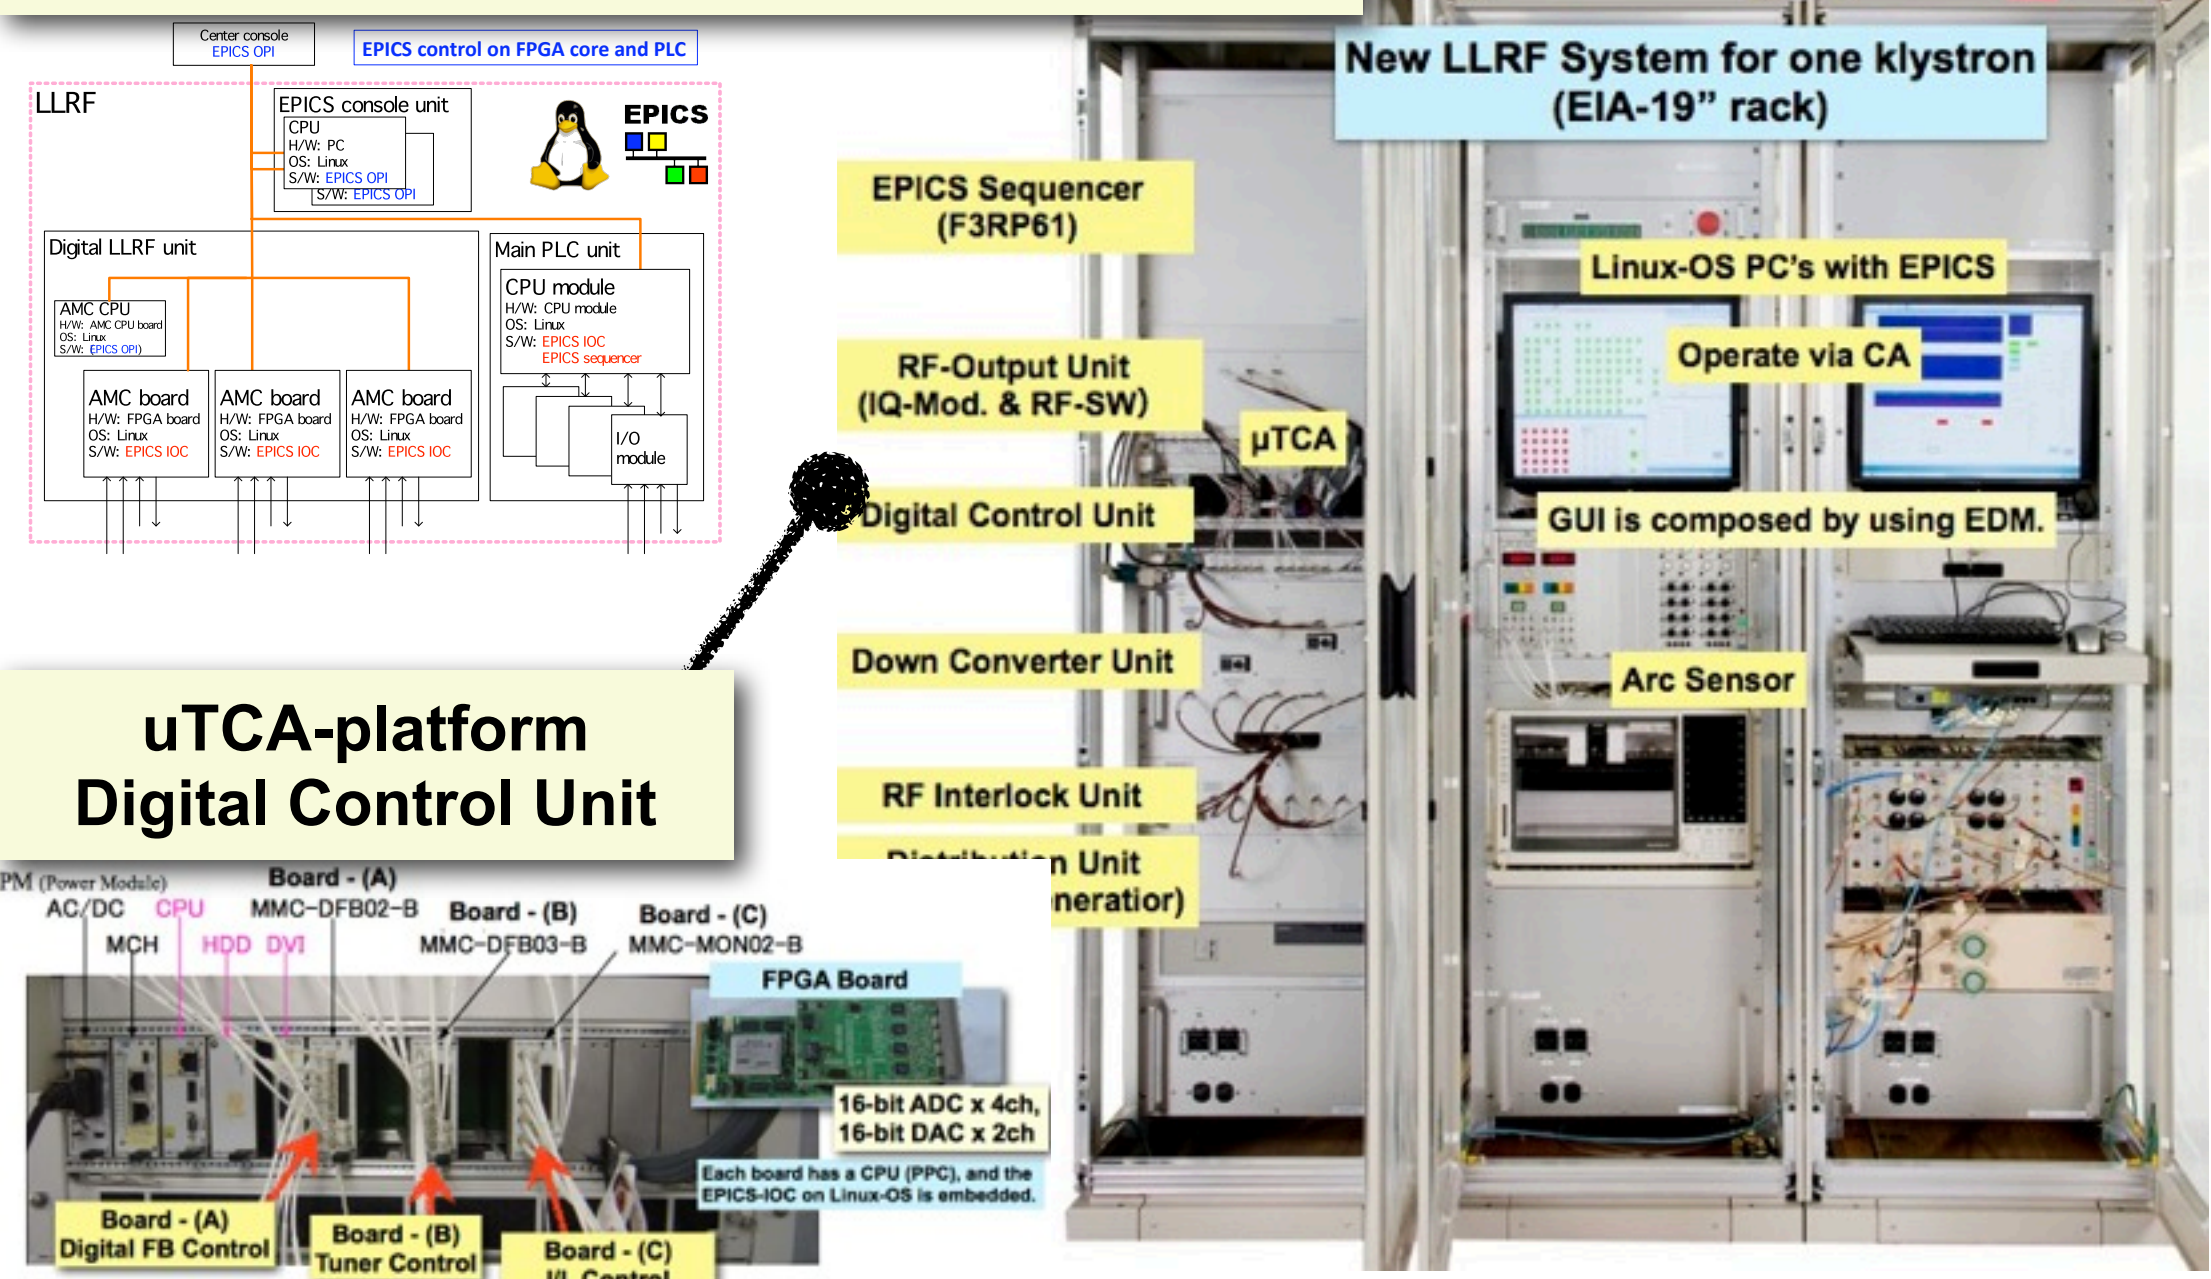 Center console
EPICS OPI
EPICS control on FPGA core and PLC
LLRF
EPICS console unit
CPU
H/W: PC
OS: Linux
S/W: EPICS OPI
S/W: EPICS OPI
EPICS
Digital LLRF unit
AMC CPU
H/W: AMC CPU board
OS: Linux
S/W: (EPICS OPI)
AMC board
H/W: FPGA board
OS: Linux
S/W: EPICS IOC
AMC board
H/W: FPGA board
OS: Linux
S/W: EPICS IOC
AMC board
H/W: FPGA board
OS: Linux
S/W: EPICS IOC
Main PLC unit
CPU module
H/W: CPU module
OS: Linux
S/W: EPICS IOC
EPICS sequencer
I/O
module
New LLRF System for one klystron
(EIA-19” rack)
EPICS Sequencer
(F3RP61)
RF-Output Unit
(IQ-Mod. & RF-SW)
µTCA
Digital Control Unit
Down Converter Unit
RF Interlock Unit
Distribution Unit
neratior)
Linux-OS PC's with EPICS
Operate via CA
GUI is composed by using EDM.
Arc Sensor
uTCA-platform
Digital Control Unit
PM (Power Module)
AC/DC
MCH
CPU
HDD
DVI
Board - (A)
MMC-DFB02-B
Board - (B)
MMC-DFB03-B
Board - (C)
MMC-MON02-B
FPGA Board
16-bit ADC x 4ch,
16-bit DAC x 2ch
Each board has a CPU (PPC), and the
EPICS-IOC on Linux-OS is embedded.
Board - (A)
Digital FB Control
Board - (B)
Tuner Control
Board - (C)
I/L Control